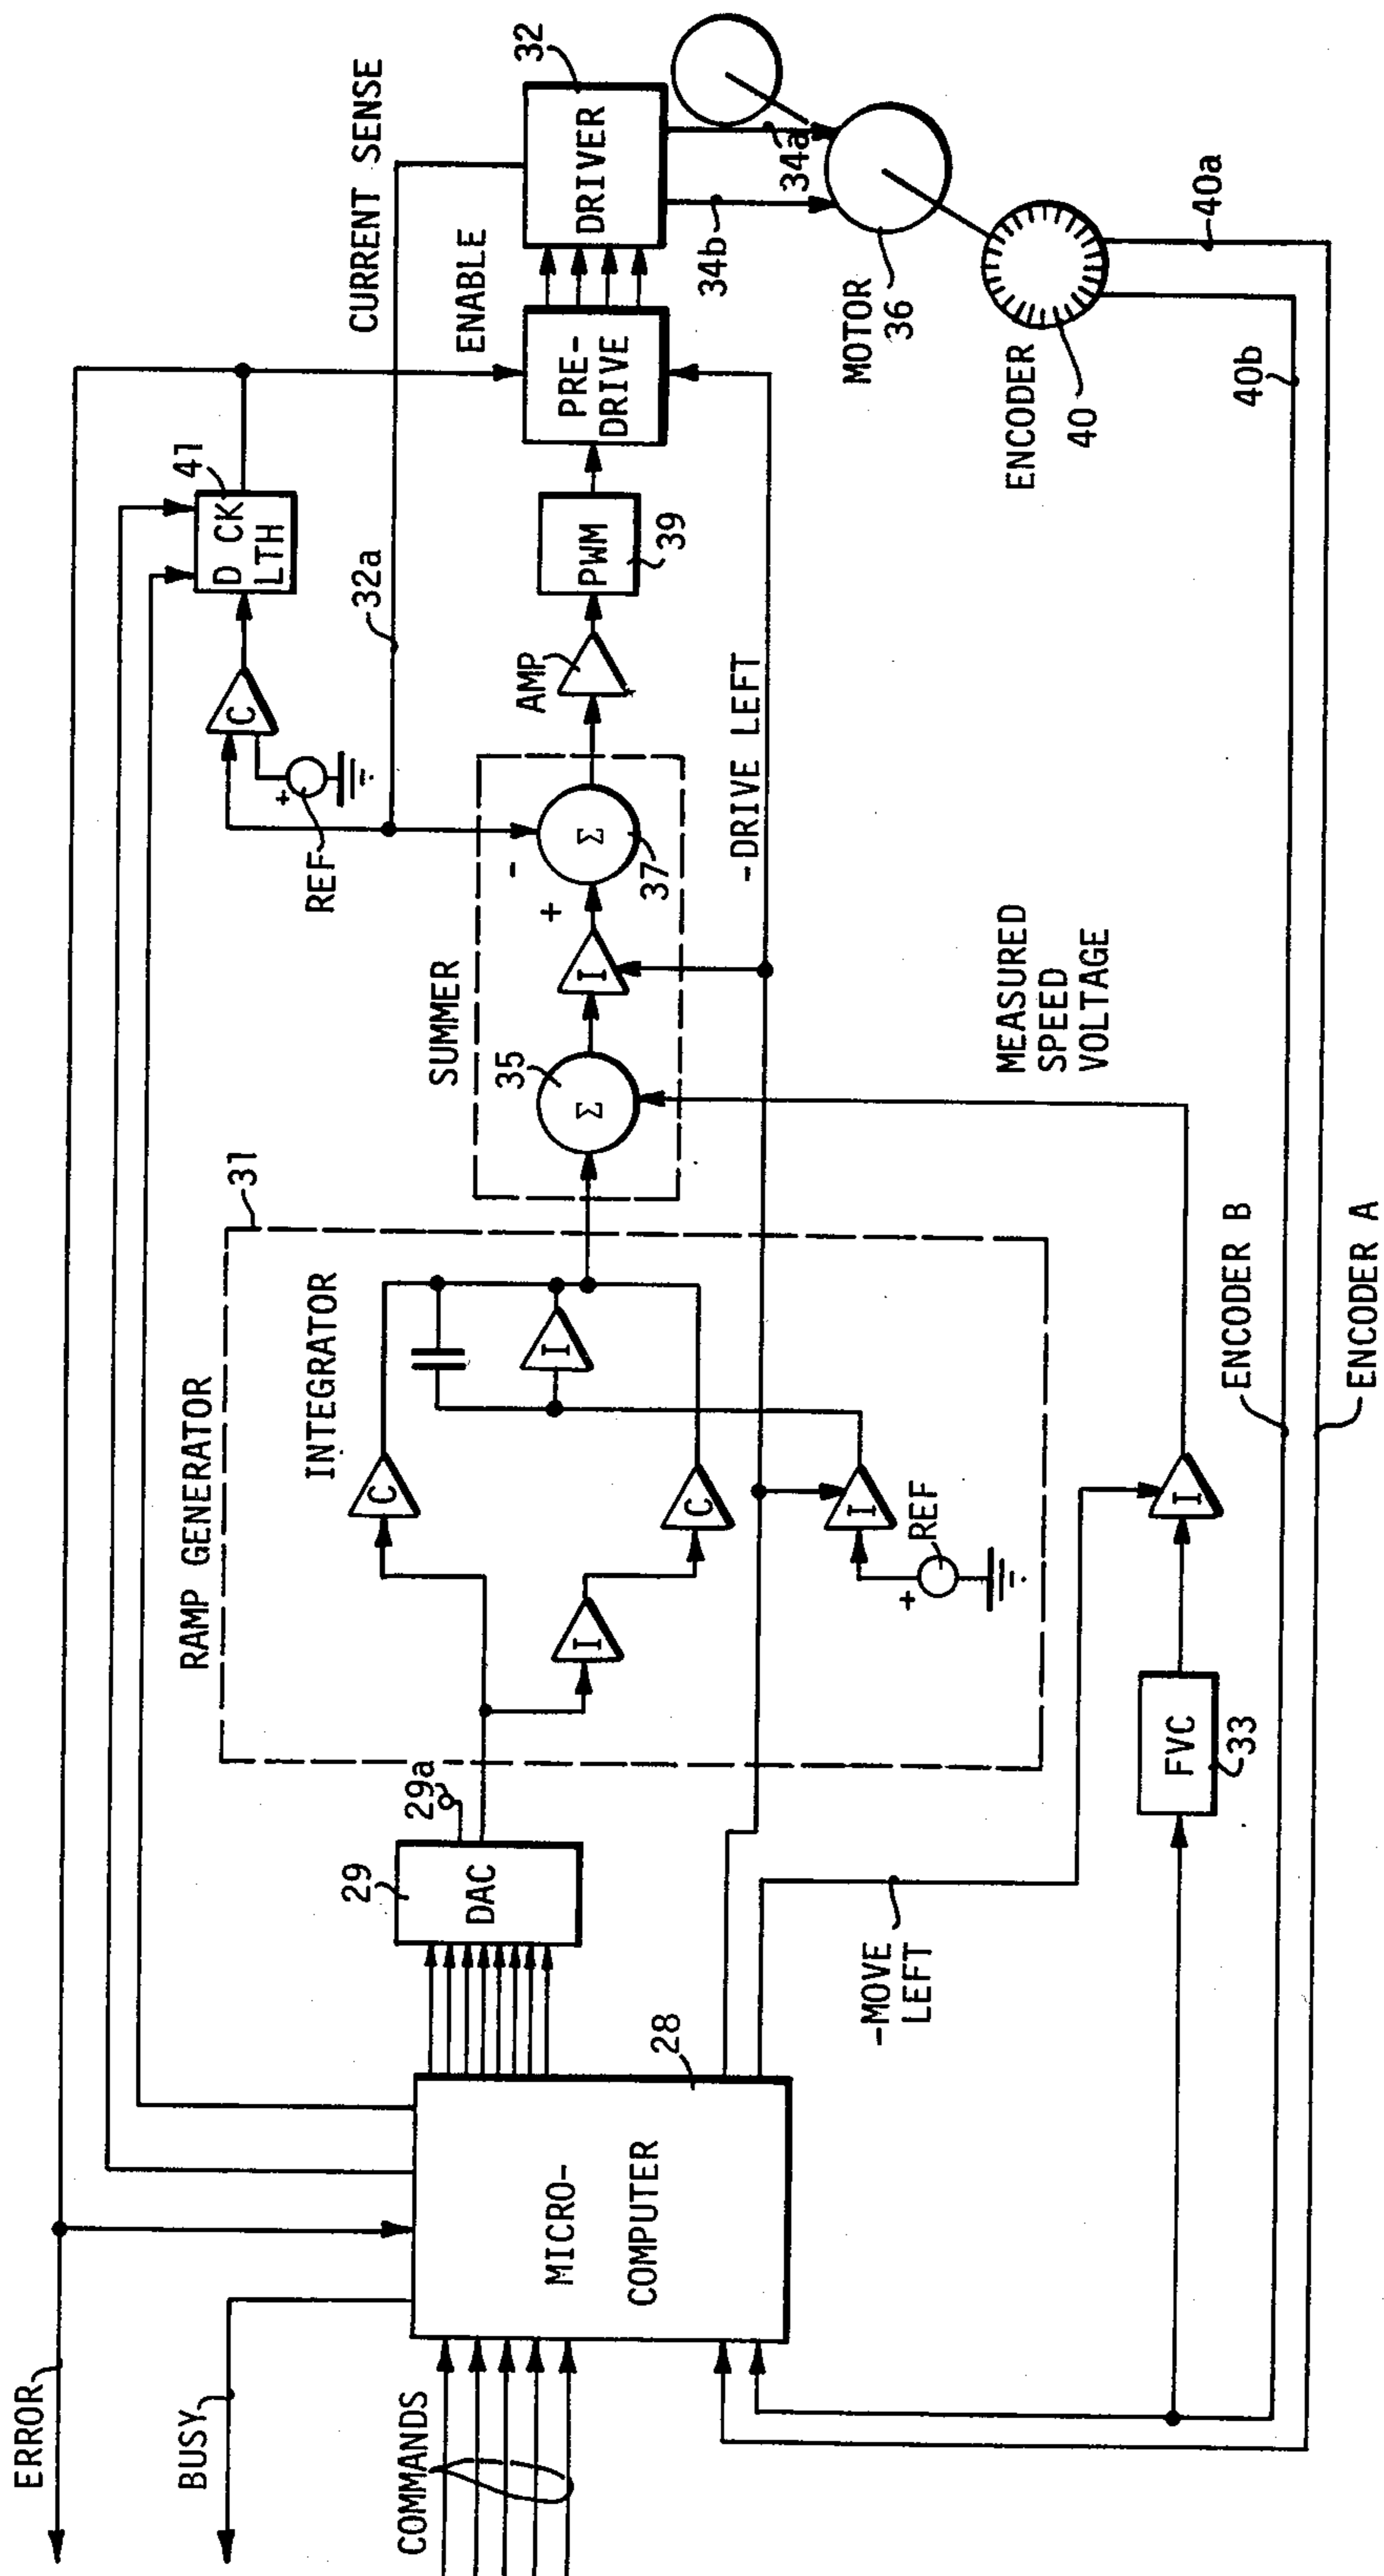 ERROR
BUSY
COMMANDS
MICRO-
COMPUTER
28
29
DAC
29a
-MOVE
LEFT
RAMP GENERATOR
31
INTEGRATOR
C
I
I
C
I
+
REF
FVC
33
I
ENCODER B
ENCODER A
SUMMER
35
Σ
I
+
-
Σ
37
-DRIVE LEFT
MEASURED
SPEED
VOLTAGE
REF
+
C
D CK
LTH
41
32a
CURRENT SENSE
AMP
PWM
39
ENABLE
PRE-
DRIVE
DRIVER
32
34a
34b
MOTOR
36
ENCODER
40
40a
40b